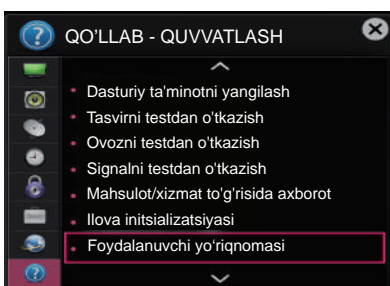 QO'LLAB - QUVVATLASH
Dasturiy ta'minotni yangilash
Tasvirni testdan o'tkazish
Ovozni testdan o'tkazish
Signalni testdan o'tkazish
Mahsulot/xizmat to'g'risida axborot
Ilova initsializatsiyasi
Foydalanuvchi yo'riqnomasi